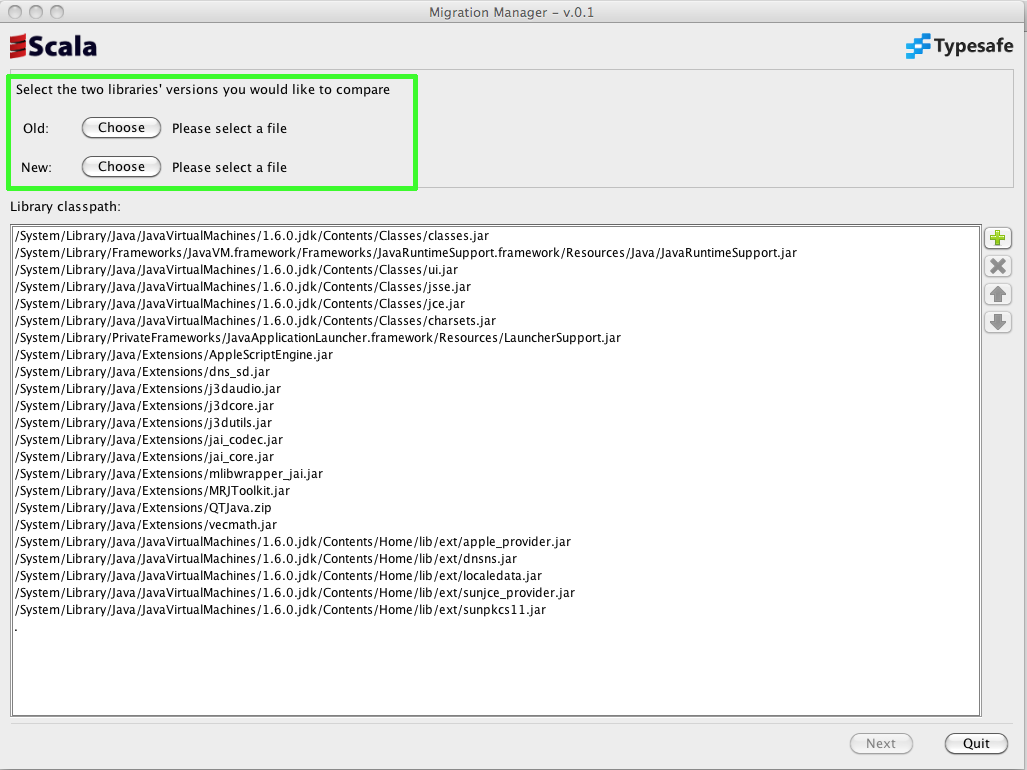 Migration Manager – v.0.1
Scala
Typesafe
Select the two libraries' versions you would like to compare
Old: Choose Please select a file
New: Choose Please select a file
Library classpath:
/System/Library/Java/JavaVirtualMachines/1.6.0.jdk/Contents/Classes/classes.jar
/System/Library/Frameworks/JavaVM.framework/Frameworks/JavaRuntimeSupport.framework/Resources/Java/JavaRuntimeSupport.jar
/System/Library/Java/JavaVirtualMachines/1.6.0.jdk/Contents/Classes/ui.jar
/System/Library/Java/JavaVirtualMachines/1.6.0.jdk/Contents/Classes/jsse.jar
/System/Library/Java/JavaVirtualMachines/1.6.0.jdk/Contents/Classes/jce.jar
/System/Library/Java/JavaVirtualMachines/1.6.0.jdk/Contents/Classes/charsets.jar
/System/Library/PrivateFrameworks/JavaApplicationLauncher.framework/Resources/LauncherSupport.jar
/System/Library/Java/Extensions/AppleScriptEngine.jar
/System/Library/Java/Extensions/dns_sd.jar
/System/Library/Java/Extensions/j3daudio.jar
/System/Library/Java/Extensions/j3dcore.jar
/System/Library/Java/Extensions/j3dutils.jar
/System/Library/Java/Extensions/jai_codec.jar
/System/Library/Java/Extensions/jai_core.jar
/System/Library/Java/Extensions/mlibwrapper_jai.jar
/System/Library/Java/Extensions/MRJToolkit.jar
/System/Library/Java/Extensions/QTJava.zip
/System/Library/Java/Extensions/vecmath.jar
/System/Library/Java/JavaVirtualMachines/1.6.0.jdk/Contents/Home/lib/ext/apple_provider.jar
/System/Library/Java/JavaVirtualMachines/1.6.0.jdk/Contents/Home/lib/ext/dnsns.jar
/System/Library/Java/JavaVirtualMachines/1.6.0.jdk/Contents/Home/lib/ext/localedata.jar
/System/Library/Java/JavaVirtualMachines/1.6.0.jdk/Contents/Home/lib/ext/sunjce_provider.jar
/System/Library/Java/JavaVirtualMachines/1.6.0.jdk/Contents/Home/lib/ext/sunpkcs11.jar
.
Next Quit